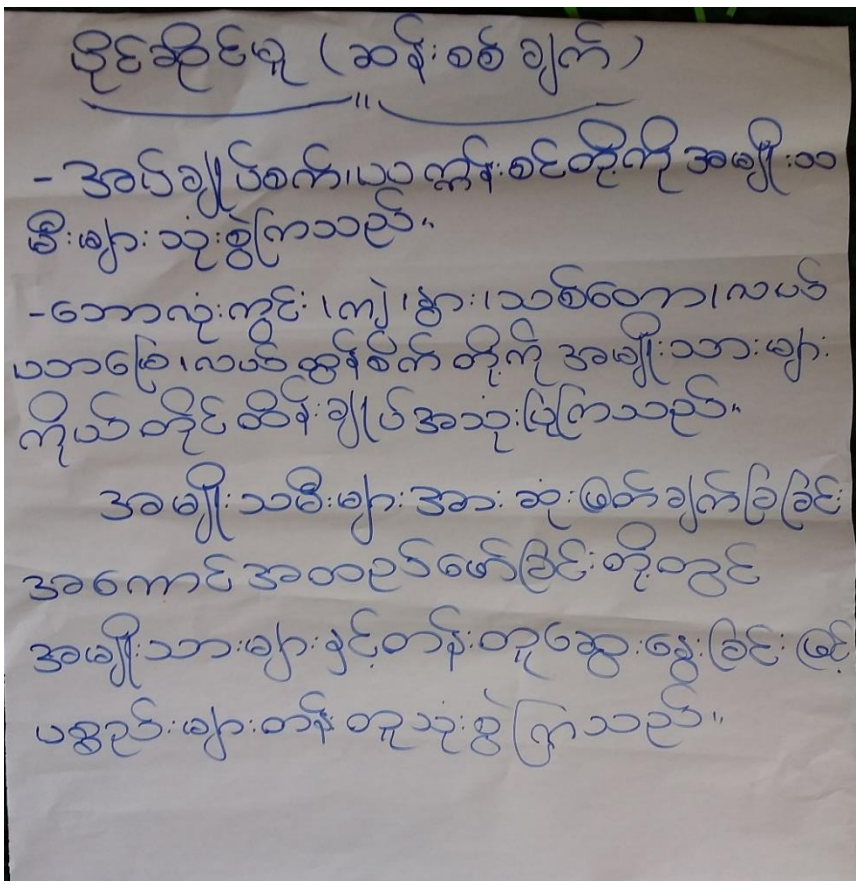 ပိုင်ဆိုင်မှု (ဆန်းစစ်ချက်)
- အပ်ချုပ်စက်၊ ယက္ကန်းစင်တို့ကို အမျိုးသ
မီးများ သုံးစွဲကြသည်။
- ဘောလုံးကွင်း၊ ကျွဲ၊ နွား၊ သစ်တော၊ လယ်
ယာမြေ၊ လယ်ထွန်စက် တို့ကို အမျိုးသားများ
ကိုယ်တိုင်ထိန်းချုပ်အသုံးပြုကြသည်။
အမျိုးသမီးများအား ဆုံးဖြတ်ချက်ခြခြင်း
အကောင်အထည်ဖော်ခြင်းတို့တွင်
အမျိုးသားများနှင့်တန်းတူဆွေးနွေးခြင်းဖြင့်
ပစ္စည်းများတန်းတူသုံးစွဲကြသည်။